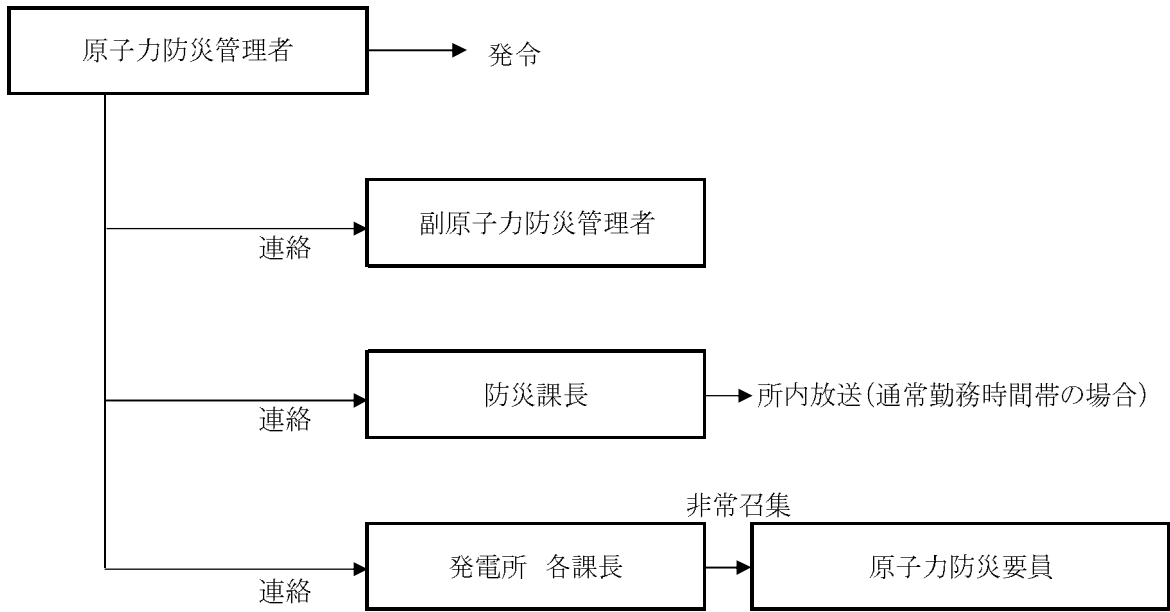 原子力防災管理者
発令
副原子力防災管理者
連絡
防災課長
所内放送(通常勤務時間帯の場合)
連絡
非常召集
発電所 各課長
原子力防災要員
連絡